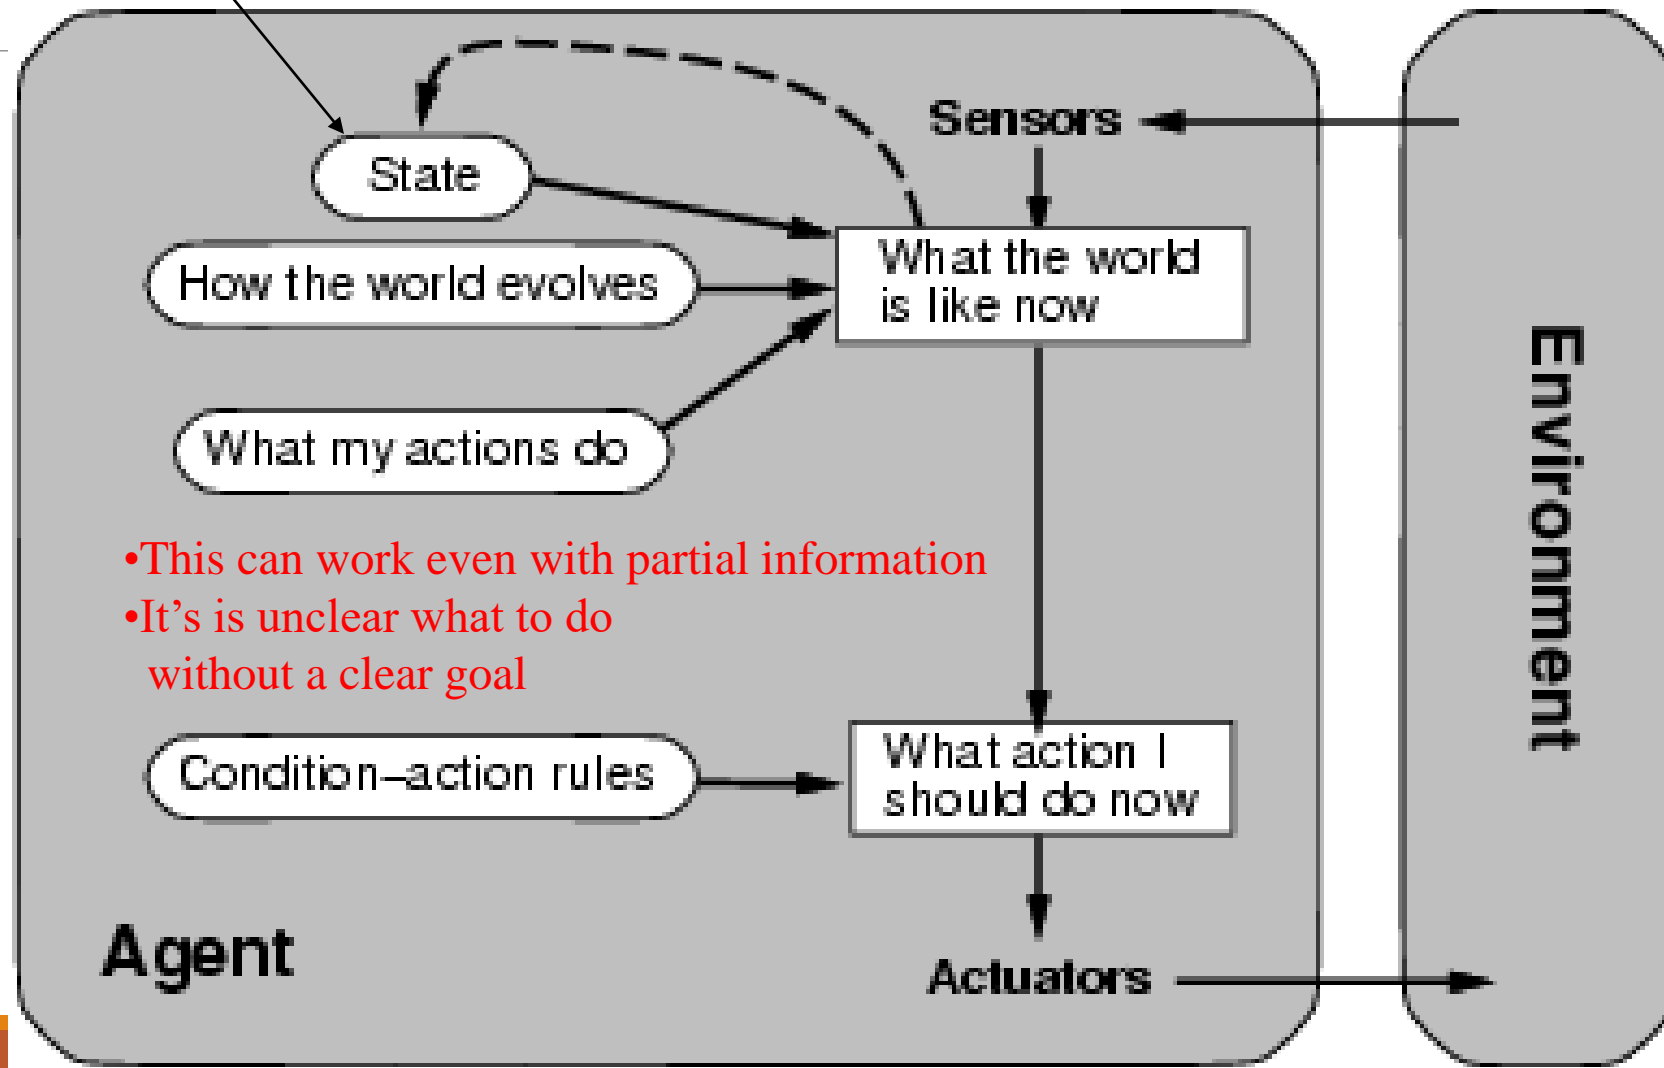 Sensors
State
What the world
is like now
How the world evolves
What my actions do
•This can work even with partial information
•It’s is unclear what to do
without a clear goal
Condition–action rules
What action I
should do now
Agent
Actuators
Environment